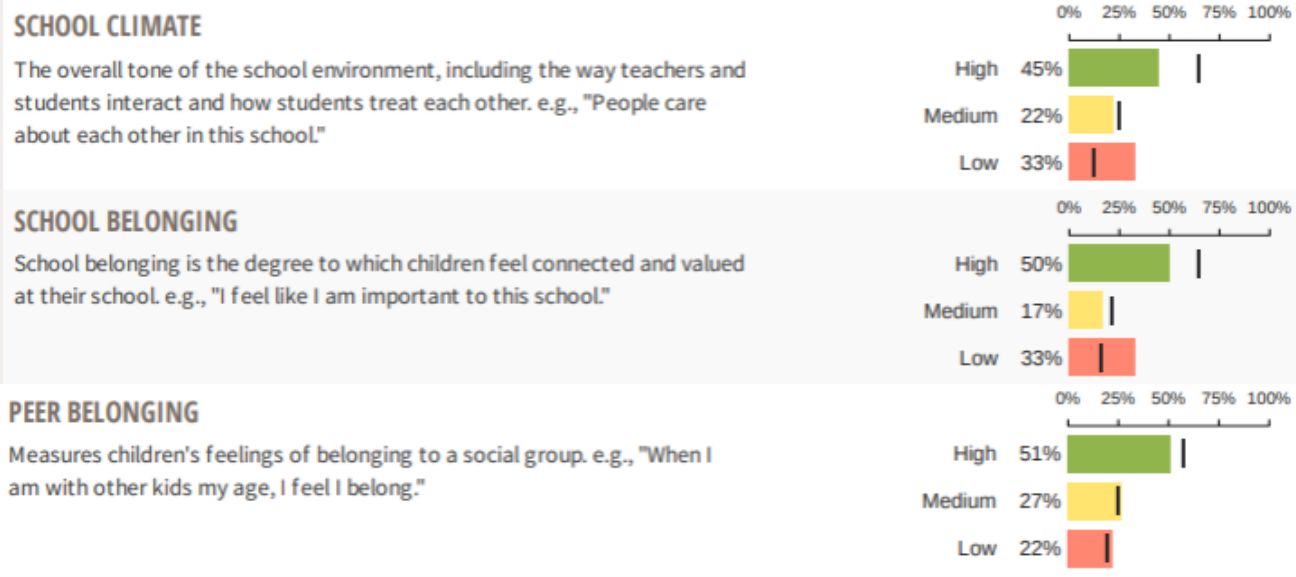 SCHOOL CLIMATE
0% 25% 50% 75% 100%
The overall tone of the school environment, including the way teachers and
students interact and how students treat each other. e.g., "People care
about each other in this school."
High 45%
Medium 22%
Low 33%
SCHOOL BELONGING
0% 25% 50% 75% 100%
School belonging is the degree to which children feel connected and valued
at their school. e.g., "I feel like I am important to this school."
High 50%
Medium 17%
Low 33%
PEER BELONGING
0% 25% 50% 75% 100%
Measures children's feelings of belonging to a social group. e.g., "When I
am with other kids my age, I feel I belong."
High 51%
Medium 27%
Low 22%